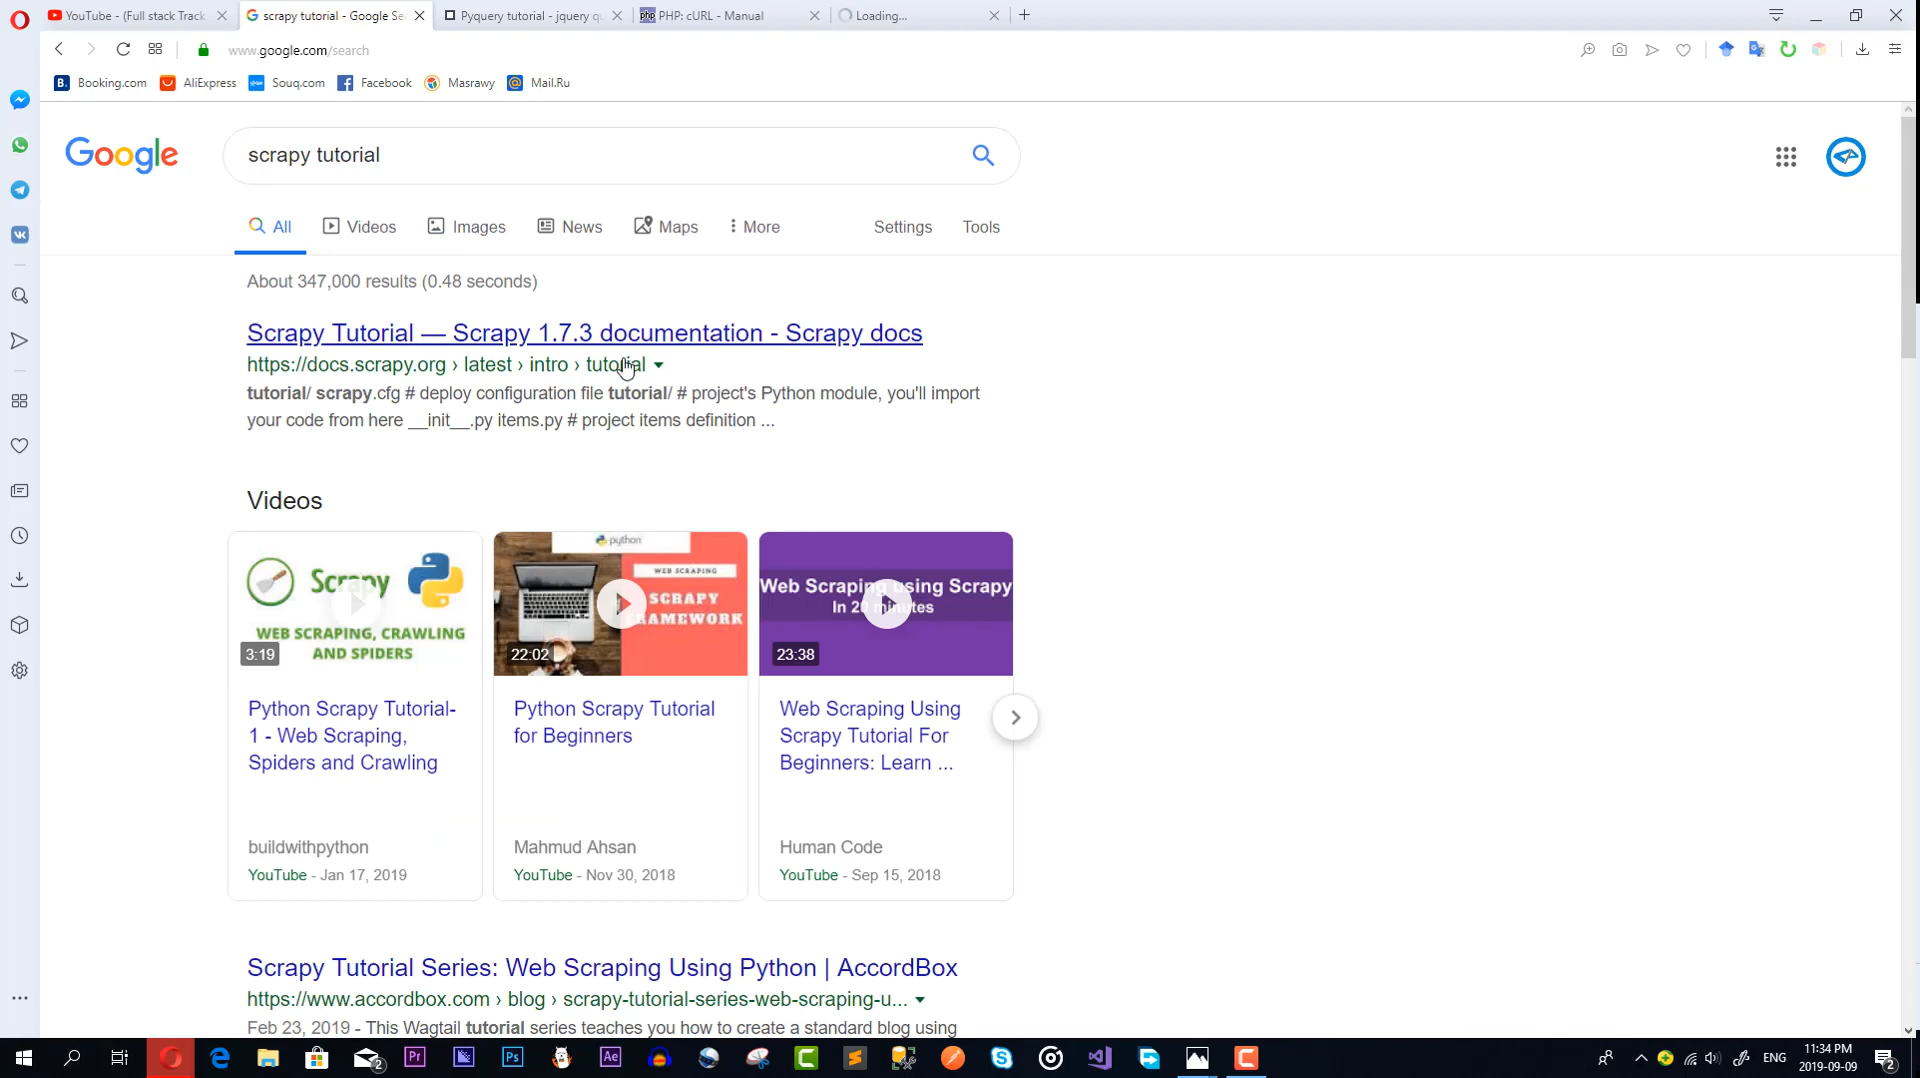 YouTube - (Full stack Track
scrapy tutorial - Google Se
Pyquery tutorial - jquery q
php PHP: cURL - Manual
Loading...
www.google.com/search
B. Booking.com
AliExpress
Souq.com
Facebook
Masrawy
Mail.Ru
Google
scrapy tutorial
All
Videos
Images
News
Maps
More
Settings
Tools
About 347,000 results (0.48 seconds)
Scrapy Tutorial — Scrapy 1.7.3 documentation - Scrapy docs
https://docs.scrapy.org › latest › intro › tutorial
tutorial/ scrapy.cfg # deploy configuration file tutorial/ # project's Python module, you'll import
your code from here __init__.py items.py # project items definition ...
Videos
Scrapy
WEB SCRAPING, CRAWLING
AND SPIDERS
3:19
Python Scrapy Tutorial-
1 - Web Scraping,
Spiders and Crawling
buildwithpython
YouTube - Jan 17, 2019
python
WEB SCRAPING
SCRAPY
FRAMEWORK
22:02
Python Scrapy Tutorial
for Beginners
Mahmud Ahsan
YouTube - Nov 30, 2018
Web Scraping using Scrapy
In 20 minutes
23:38
Web Scraping Using
Scrapy Tutorial For
Beginners: Learn ...
Human Code
YouTube - Sep 15, 2018
Scrapy Tutorial Series: Web Scraping Using Python | AccordBox
https://www.accordbox.com › blog › scrapy-tutorial-series-web-scraping-u...
Feb 23, 2019 - This Wagtail tutorial series teaches you how to create a standard blog using
2
Pr
Ps
Ae
ENG
11:34 PM
2019-09-09
2